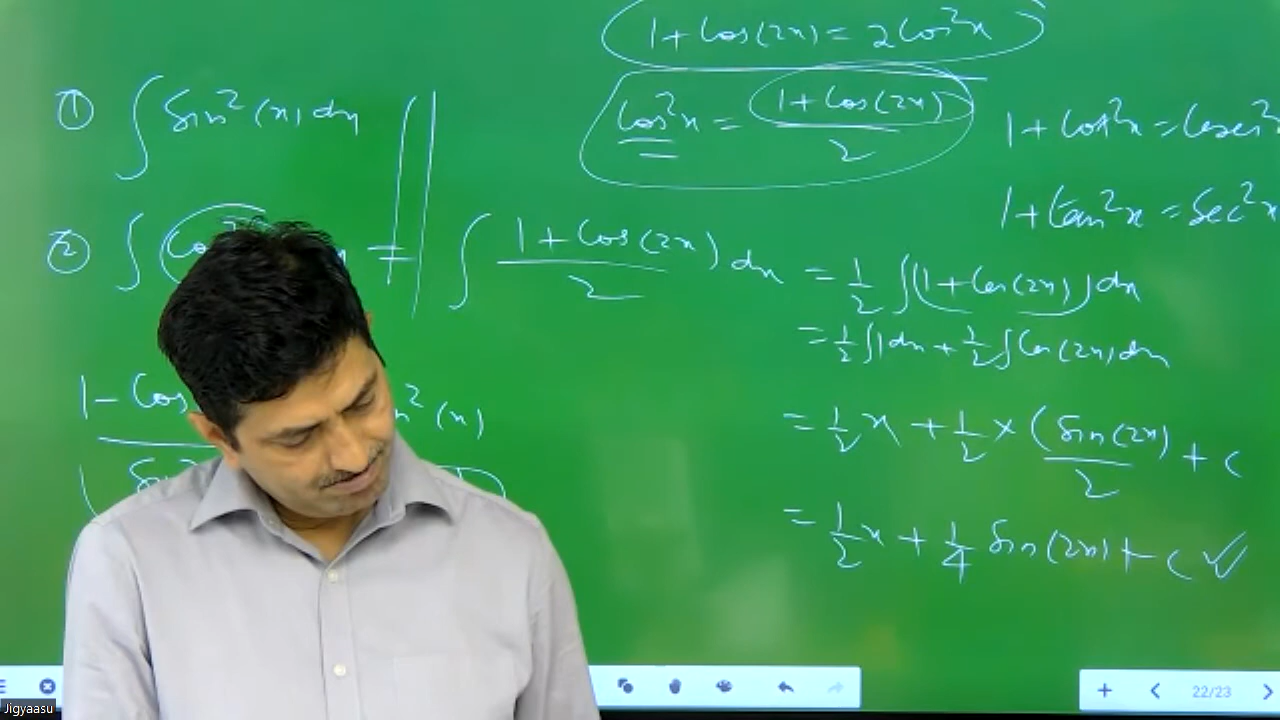 1 + Cos(2x) = 2Cos²x
① ∫ Sin²(x) dx
Cos²x = (1 + Cos(2x))/2
1 + Cot²x = Cosec²
1 + tan²x = Sec²x
② ∫ Cos² = ∫ (1 + Cos(2x))/2 dx = 1/2 ∫(1 + Cos(2x)) dx
= 1/2 ∫1 dx + 1/2 ∫Cos(2x) dx
1 - Cos n²(x)
= 1/2 x + 1/2 × (Sin(2x))/2 + C
= 1/2 x + 1/4 Sin(2x) + C
22/23
Jigyaasu